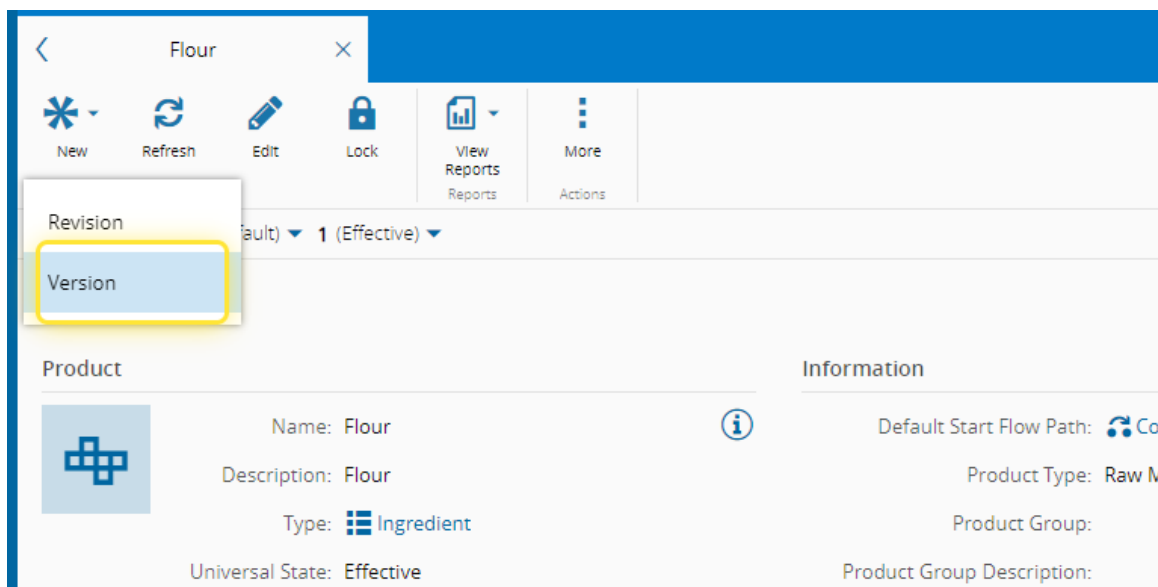 Flour
New Refresh Edit Lock View Reports More
Reports Actions
Revision
1 (Effective)
Version
Product Information
Name: Flour Default Start Flow Path:
Description: Flour Product Type: Raw
Type: Ingredient Product Group:
Universal State: Effective Product Group Description: